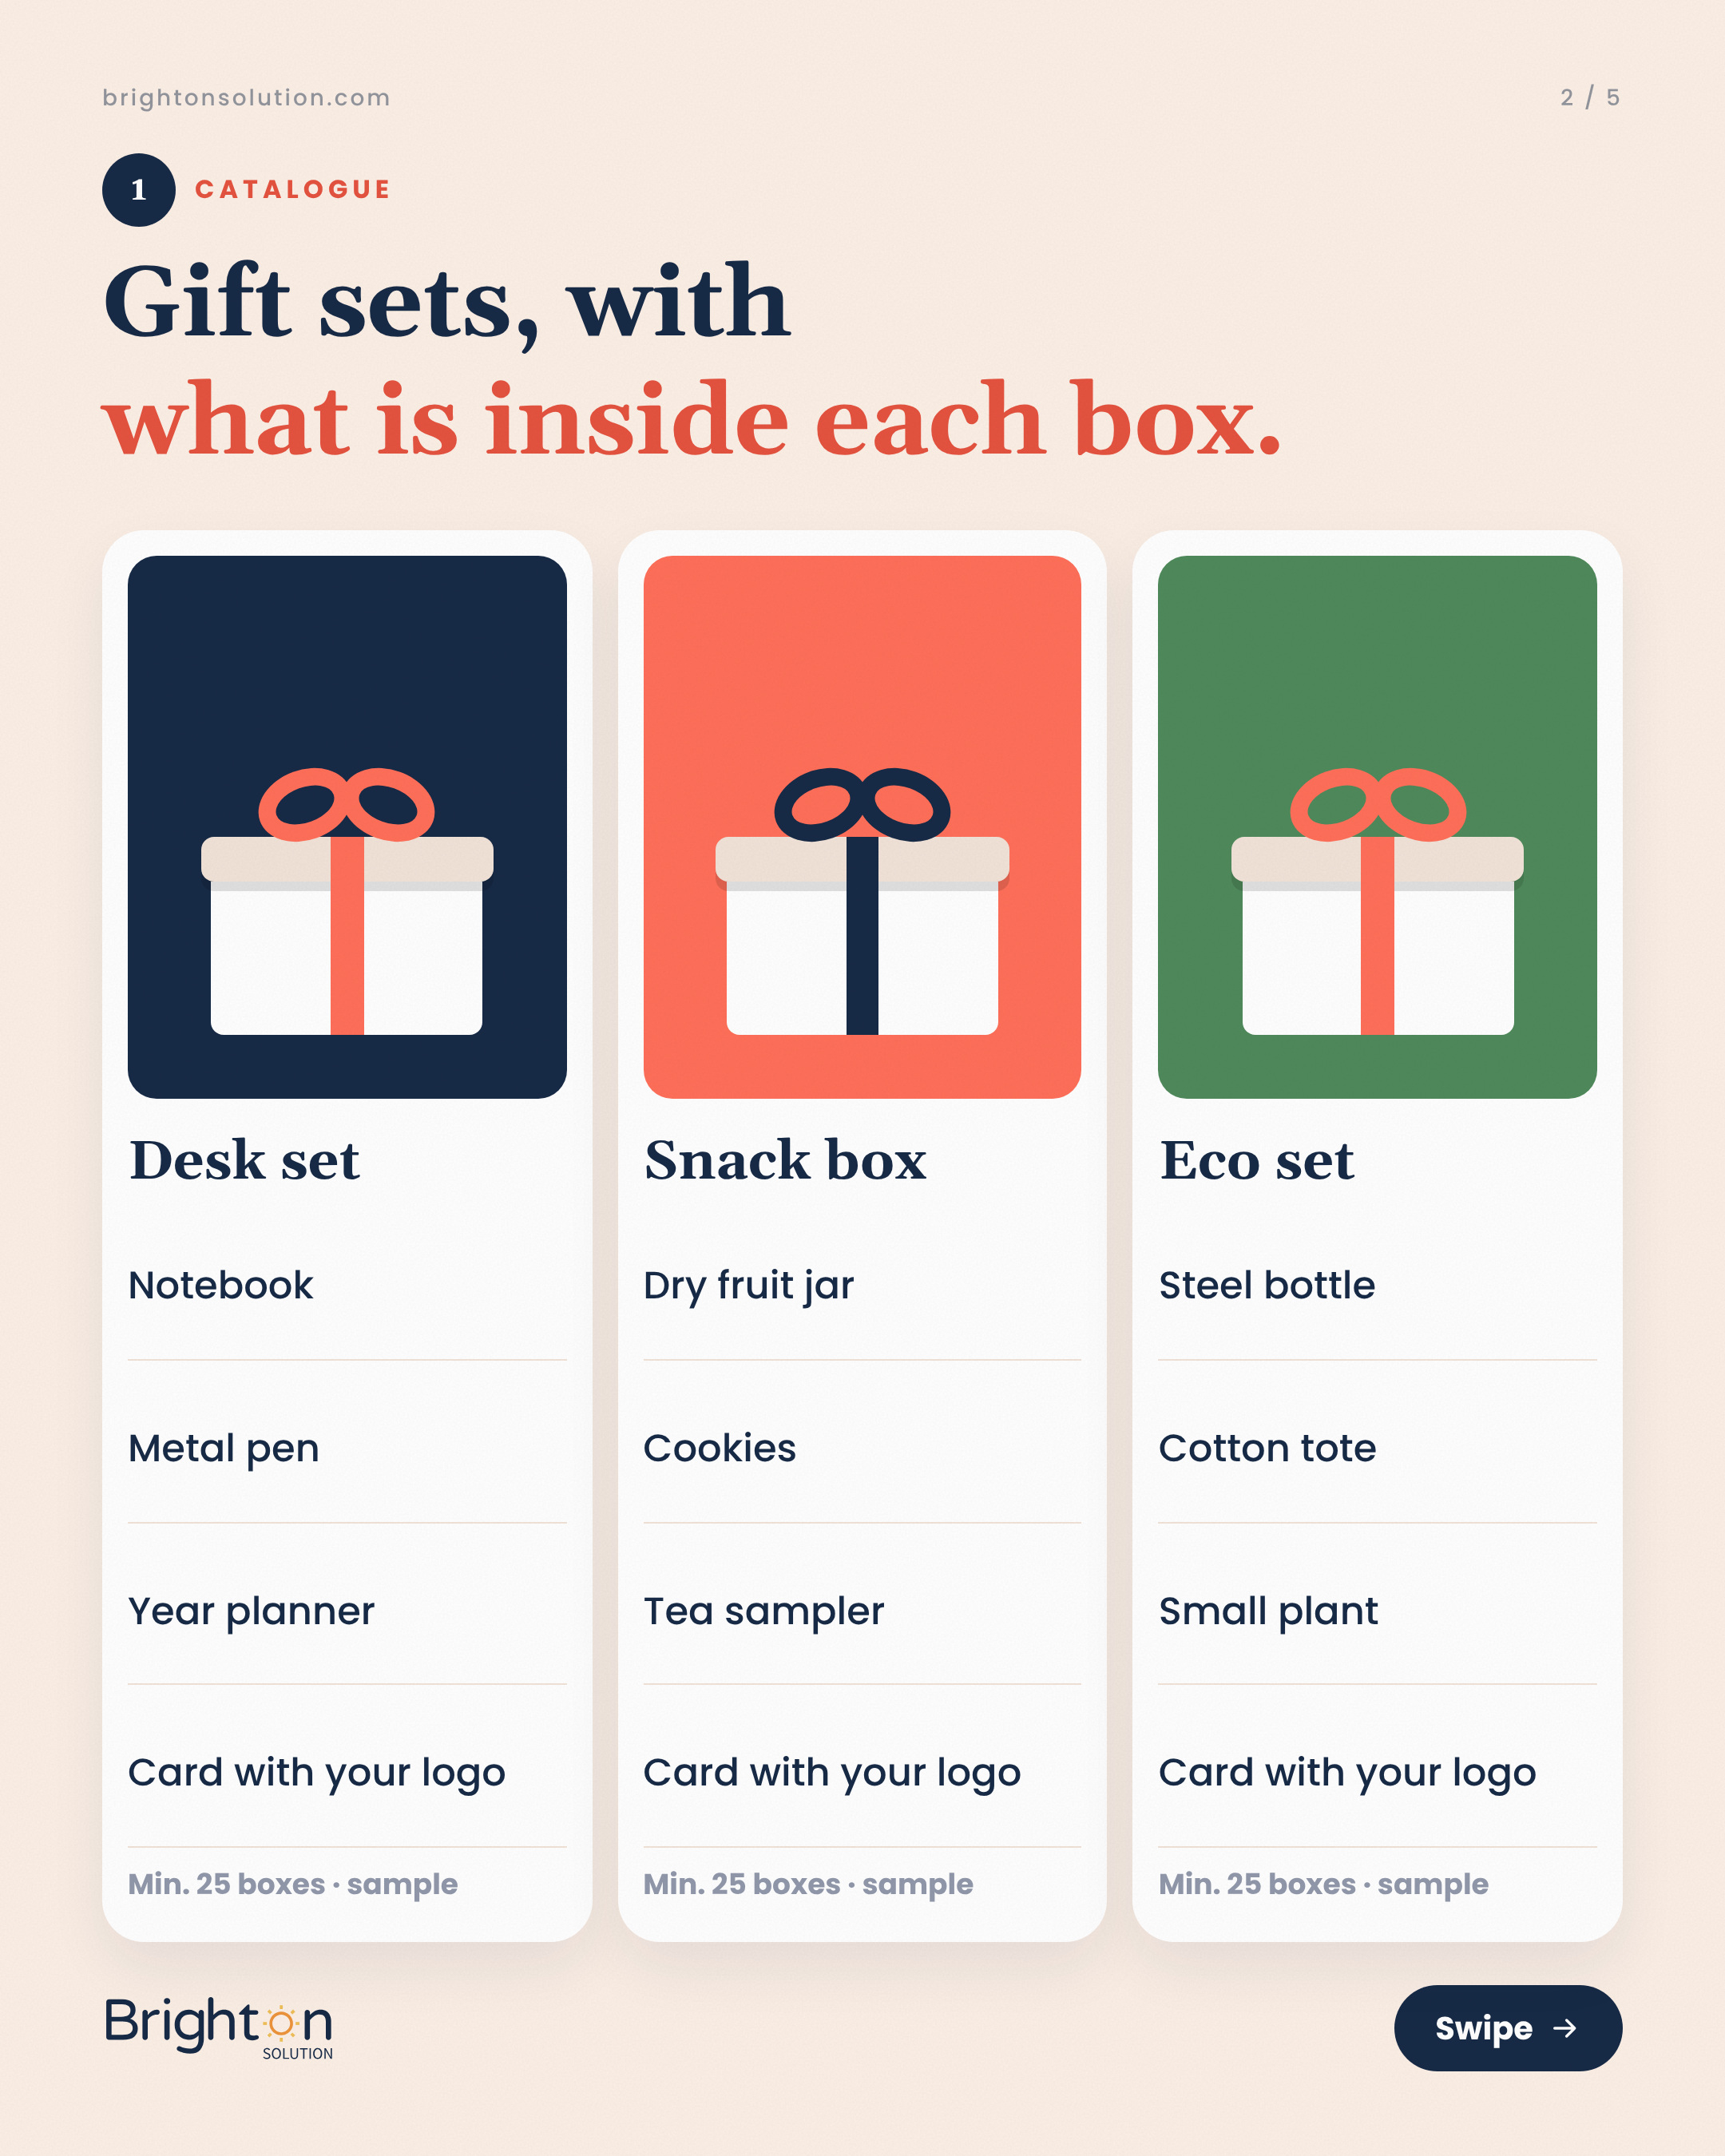 brightonsolution.com
2 / 5
1
CATALOGUE
Gift sets, with
what is inside each box.
Desk set
Notebook
Metal pen
Year planner
Card with your logo
Min. 25 boxes · sample
Snack box
Dry fruit jar
Cookies
Tea sampler
Card with your logo
Min. 25 boxes · sample
Eco set
Steel bottle
Cotton tote
Small plant
Card with your logo
Min. 25 boxes · sample
Brighton
SOLUTION
Swipe →